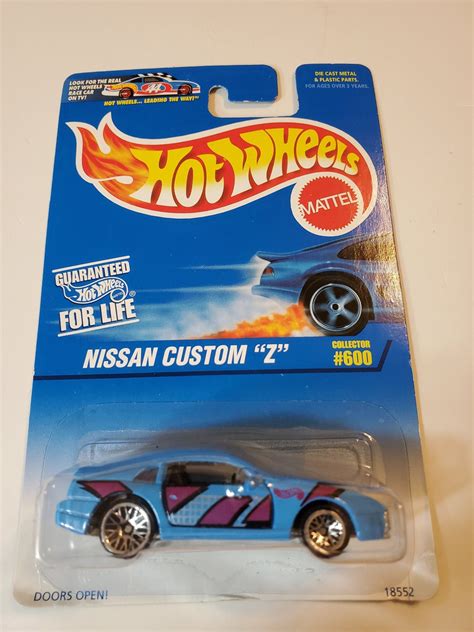 LOOK FOR THE REAL
HOT WHEELS
RACE CAR
ON TV!
44
HOT WHEELS... LEADING THE WAY!™
DIE CAST METAL
& PLASTIC PARTS.
FOR AGES OVER 3 YEARS.
HOT WHEELS
MATTEL
GUARANTEED
Hot Wheels
FOR LIFE
NISSAN CUSTOM “Z”
COLLECTOR
#600
DOORS OPEN!
18552